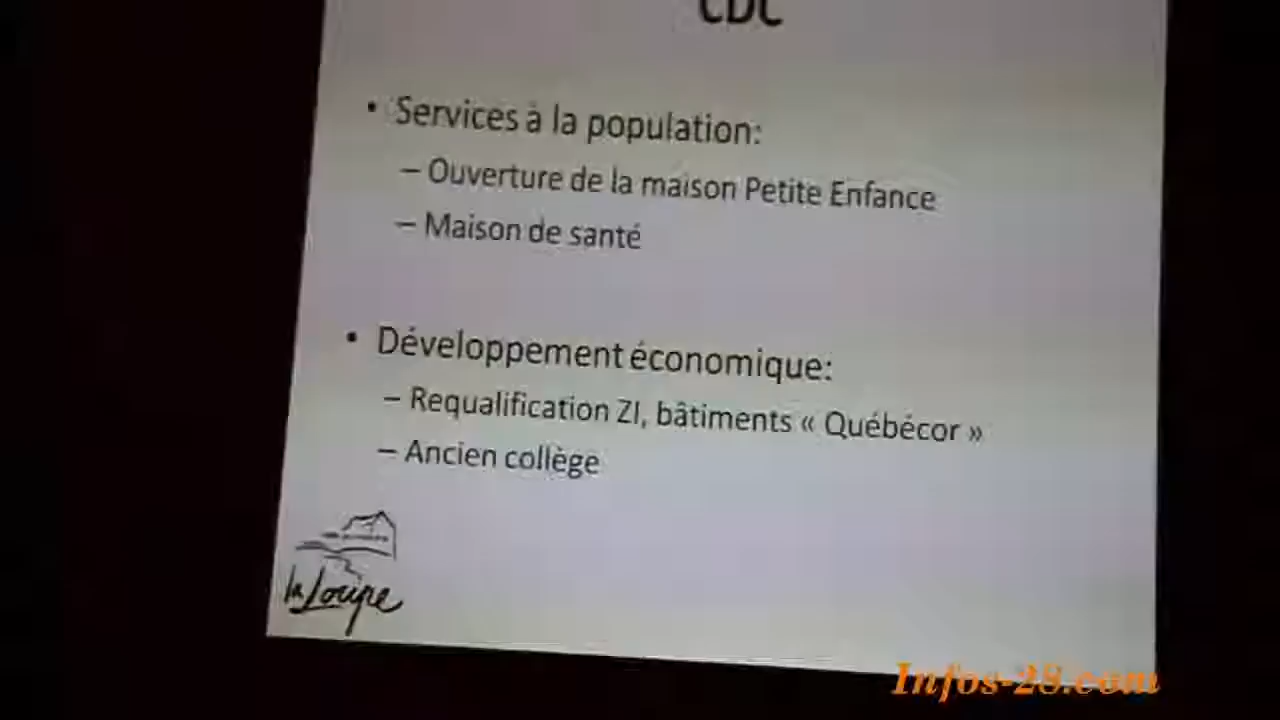 CDC
• Services à la population:
– Ouverture de la maison Petite Enfance
– Maison de santé
• Développement économique:
– Requalification ZI, bâtiments « Québécor »
– Ancien collège
la Loupe
Infos-28.com